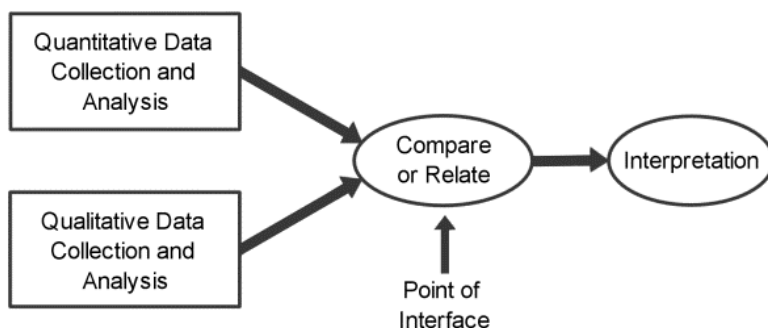 Quantitative Data
Collection and
Analysis
Qualitative Data
Collection and
Analysis
Compare
or Relate
Interpretation
Point of
Interface